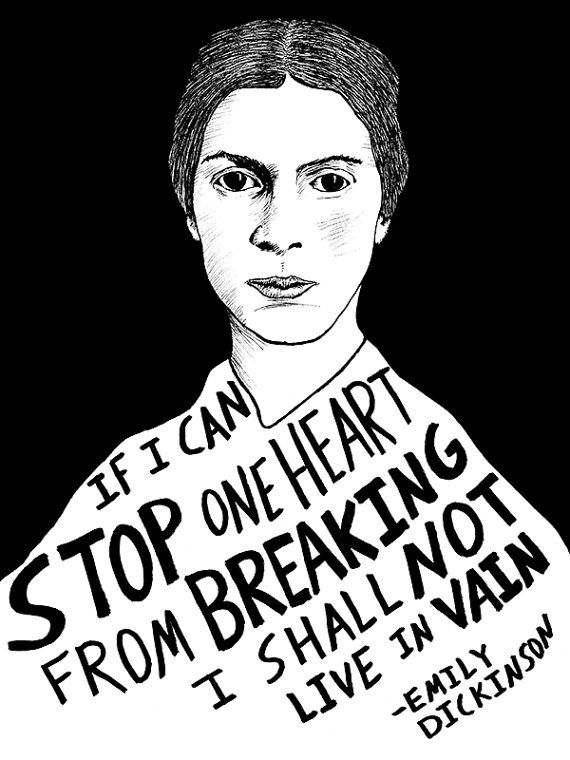 IF I CAN
STOP ONE HEART
FROM BREAKING
I SHALL NOT
LIVE IN VAIN
-EMILY
DICKINSON